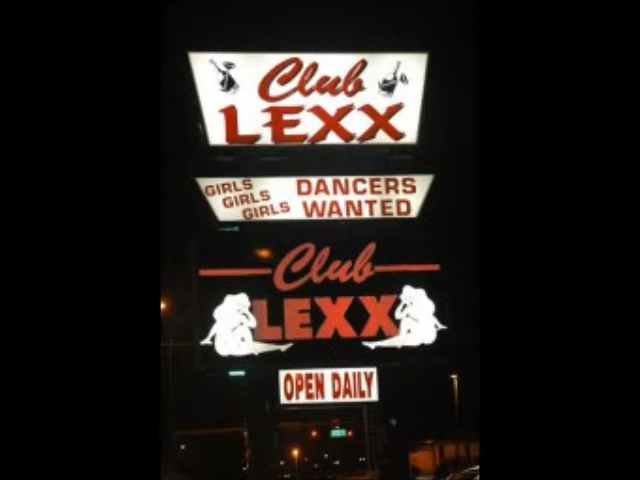 Club
LEXX
GIRLS
GIRLS
GIRLS
DANCERS
WANTED
Club
LEXX
OPEN DAILY